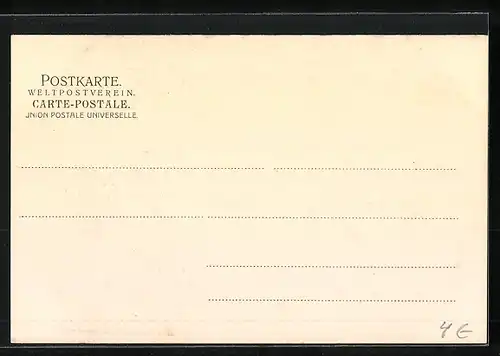 POSTKARTE.
WELTPOSTVEREIN.
CARTE-POSTALE.
UNION POSTALE UNIVERSELLE.
4 €